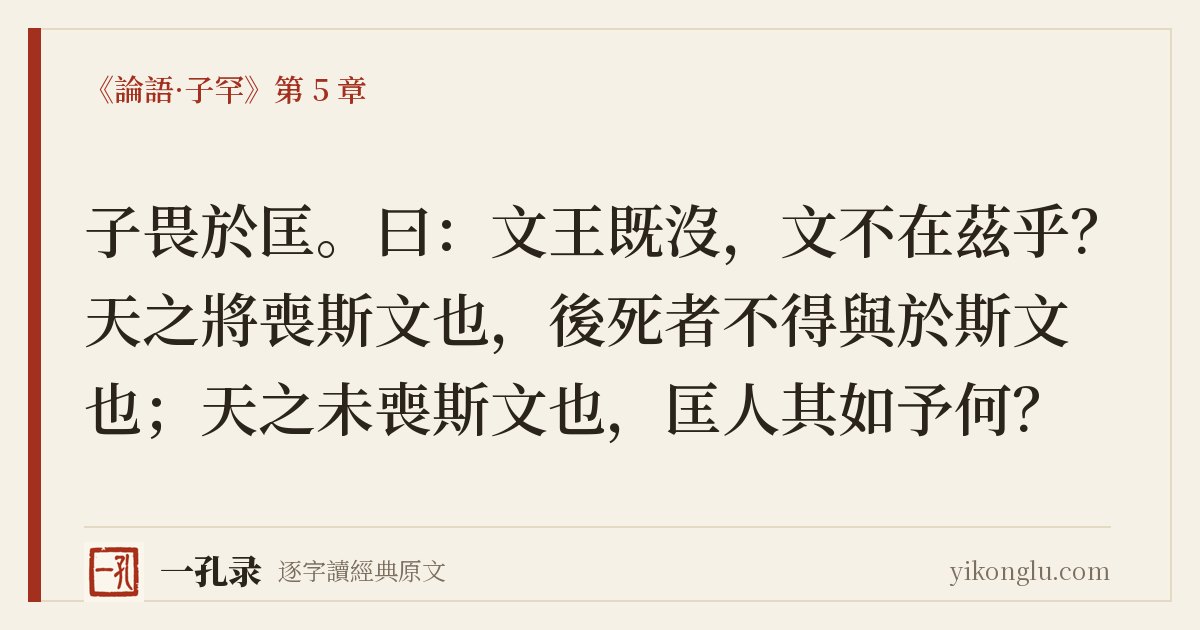 《論語·子罕》第 5 章
子畏於匡。曰：文王既沒，文不在茲乎？
天之將喪斯文也，後死者不得與於斯文
也；天之未喪斯文也，匡人其如予何？
一孔
一孔录 逐字讀經典原文
yikonglu.com